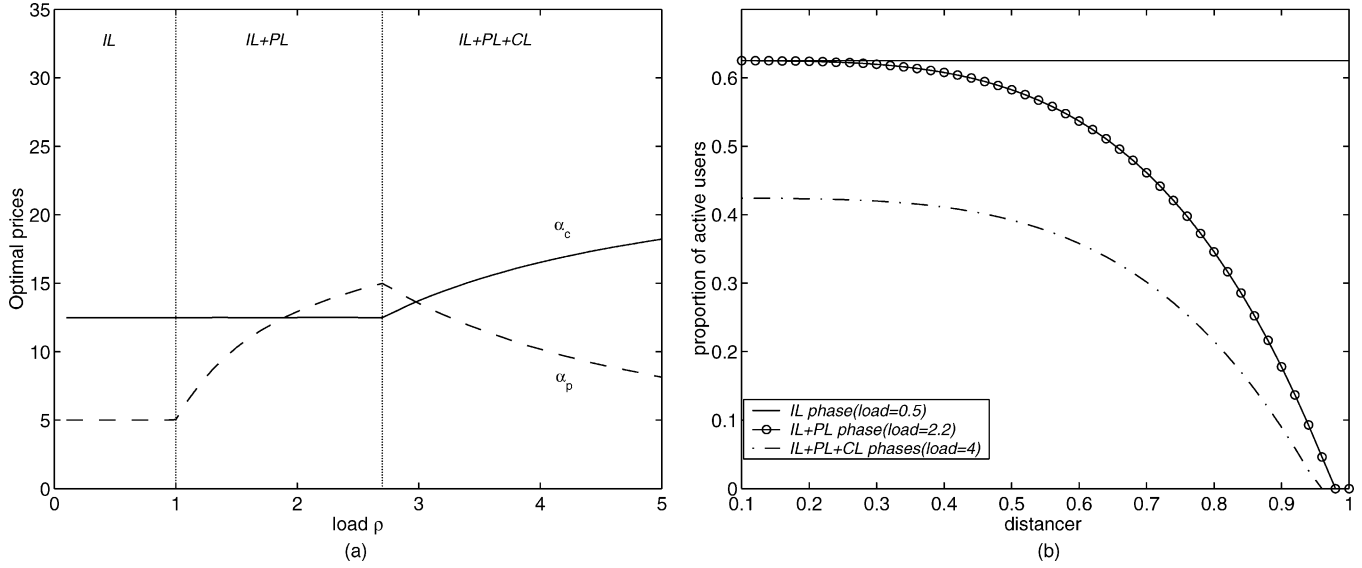 35
30
25
20
15
10
5
0
Optimal prices
IL
IL+PL
IL+PL+CL
α_c
α_p
0
1
2
3
4
5
load ρ
(a)
0.6
0.5
0.4
0.3
0.2
0.1
0
proportion of active users
IL phase(load=0.5)
IL+PL phase(load=2.2)
IL+PL+CL phases(load=4)
0.1
0.2
0.3
0.4
0.5
0.6
0.7
0.8
0.9
1
distancer
(b)